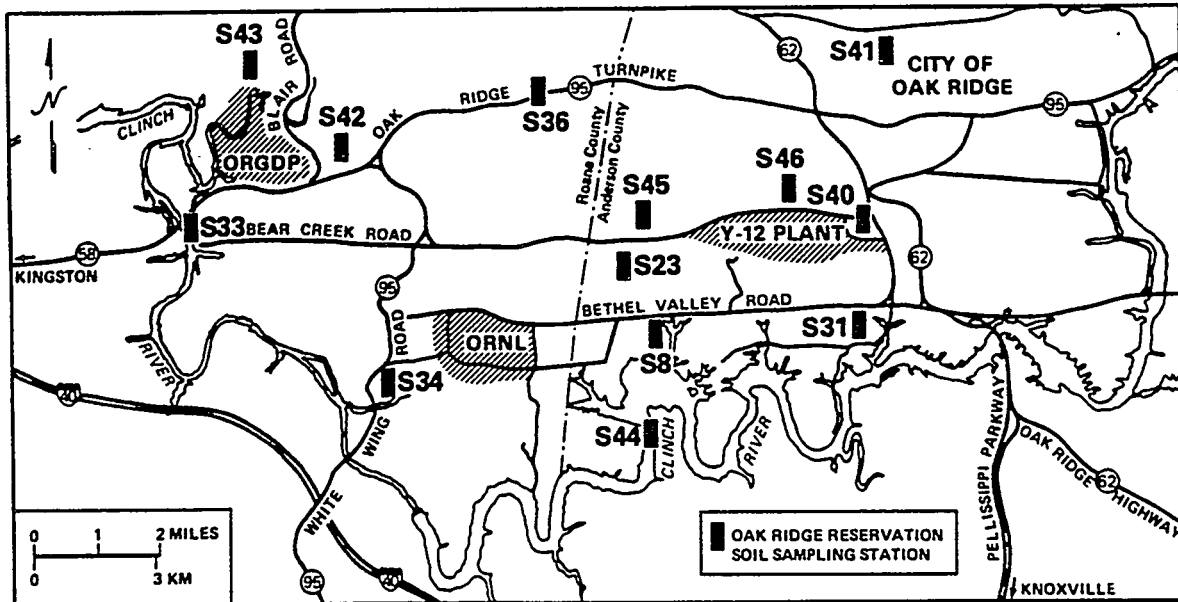 S43
BLAIR ROAD
62
S41
CITY OF
OAK RIDGE
N
CLINCH
S42
OAK
RIDGE
95
TURNPIKE
S36
95
ORGDP
Roane County
Anderson County
S46
S45
S40
S33
BEAR CREEK ROAD
Y-12 PLANT
58
KINGSTON
S23
62
95
BETHEL VALLEY ROAD
RIVER
ROAD
ORNL
S8
S31
40
S34
WING
S44
CLINCH
RIVER
PELLISSIPPI PARKWAY
OAK RIDGE
62
HIGHWAY
WHITE
0 1 2 MILES
0 3 KM
OAK RIDGE RESERVATION
SOIL SAMPLING STATION
95
40
KNOXVILLE